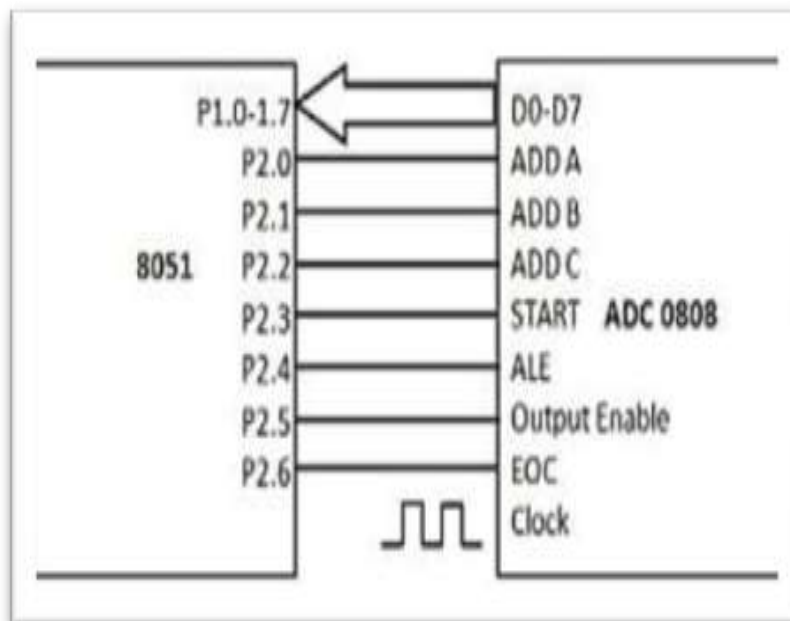 P1.0-1.7 D0-D7
P2.0 ADD A
P2.1 ADD B
8051 P2.2 ADD C
P2.3 START ADC 0808
P2.4 ALE
P2.5 Output Enable
P2.6 EOC
Clock